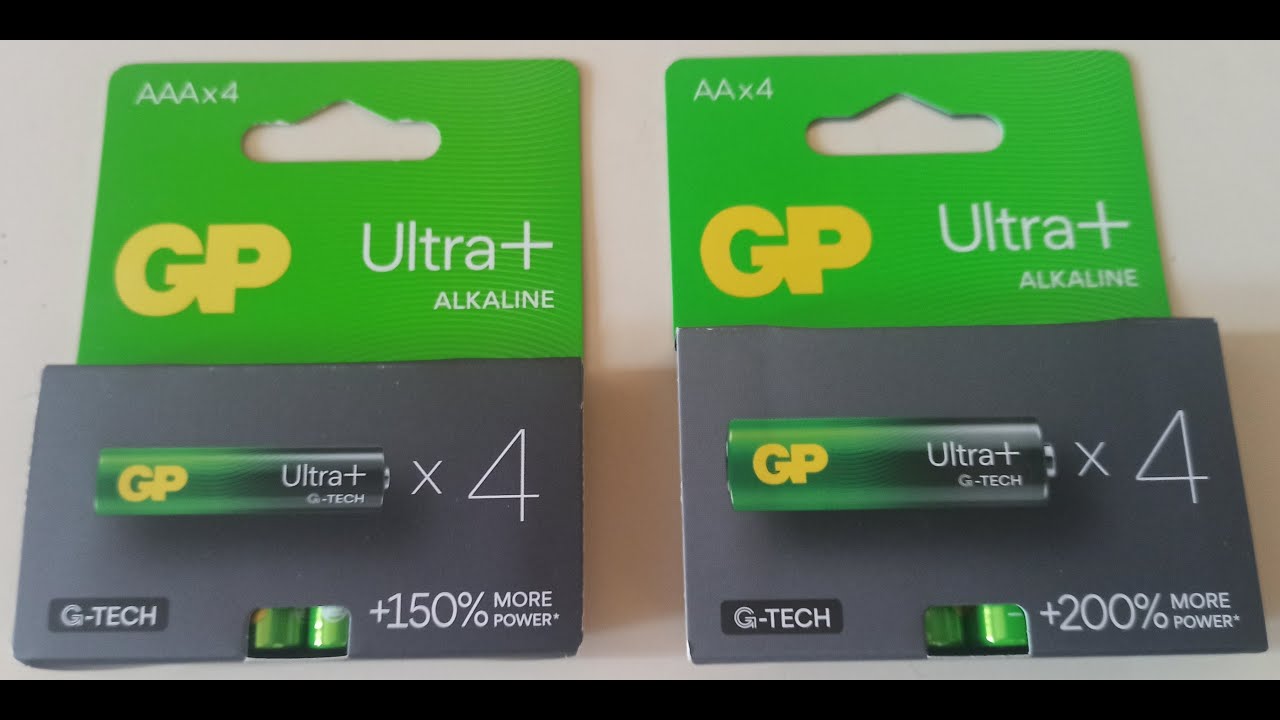 AAAx4
GP
Ultra+
ALKALINE
GP
Ultra+
G-TECH
x 4
G-TECH
+150% MORE
POWER*
AAx4
GP
Ultra+
ALKALINE
GP
Ultra+
G-TECH
x 4
G-TECH
+200% MORE
POWER*